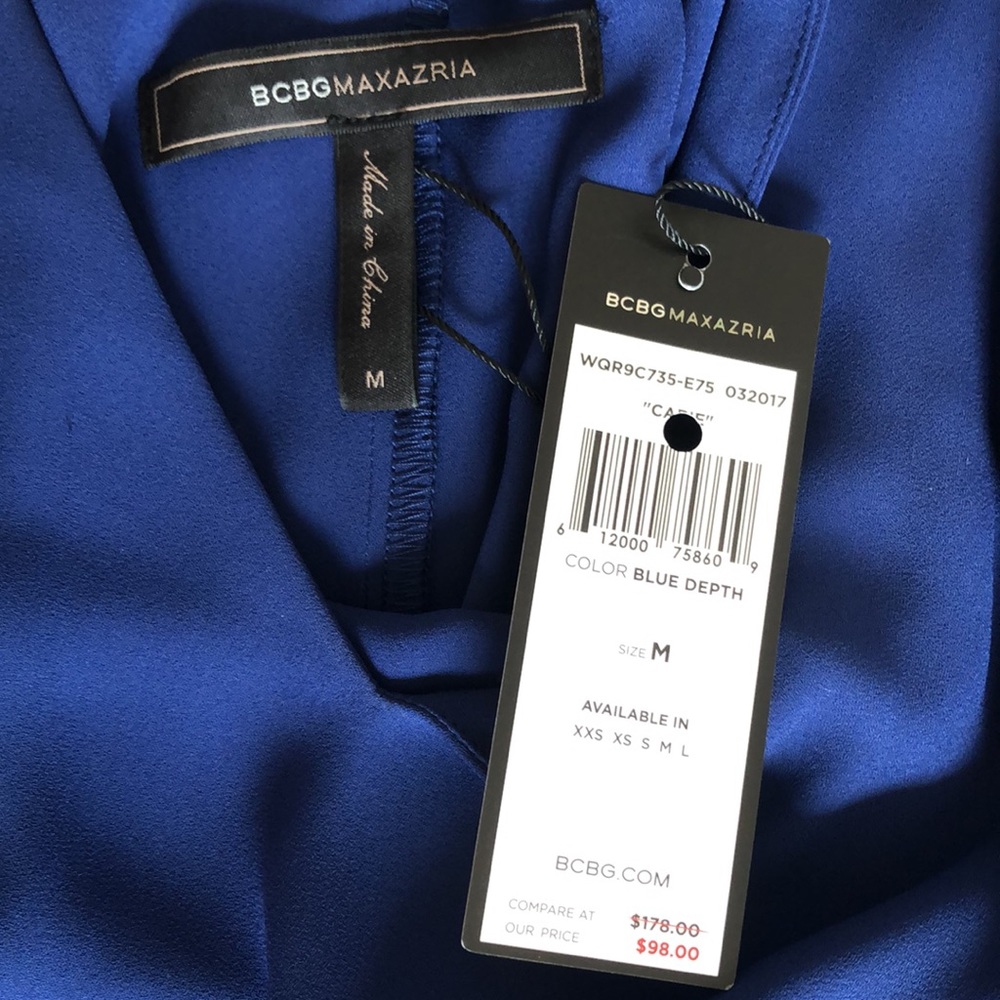 BCBGMAXAZRIA
Made in China
M
BCBGMAXAZRIA
WQR9C735-E75 032017
6 12000 75860 9
COLOR BLUE DEPTH
SIZE M
AVAILABLE IN
XXS XS S M L
BCBG.COM
COMPARE AT $178.00
OUR PRICE $98.00